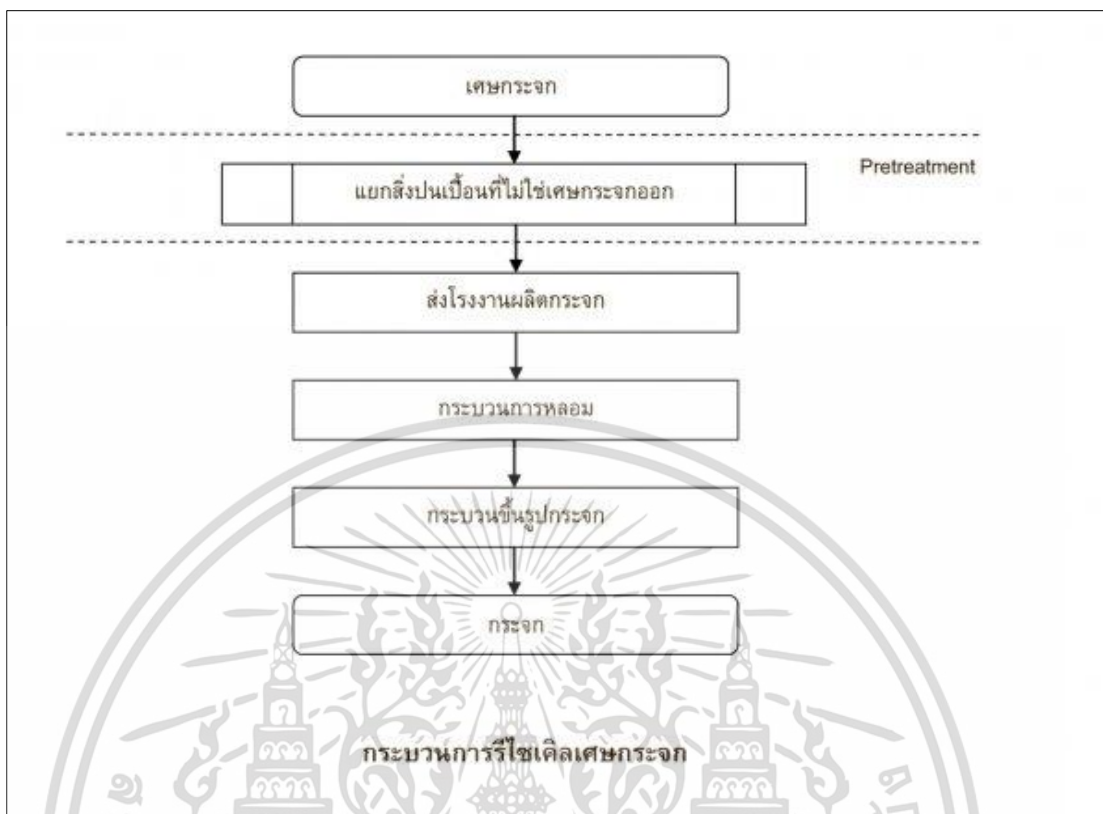 เศษกระจก
Pretreatment
แยกสิ่งปนเปื้อนที่ไม่ใช่เศษกระจกออก
ส่งโรงงานผลิตกระจก
กระบวนการหลอม
กระบวนขึ้นรูปกระจก
กระจก
กระบวนการรีไซเคิลเศษกระจก